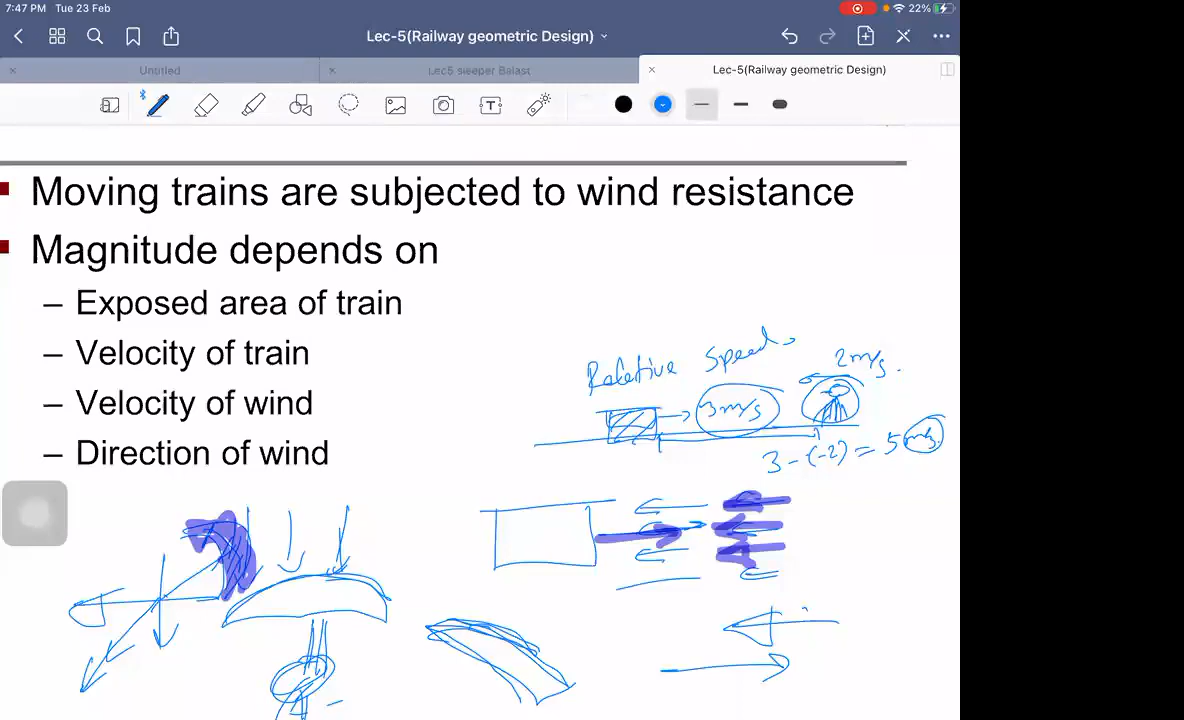 7:47 PM Tue 23 Feb
22%
Lec-5(Railway geometric Design)
Untitled
Lec5 sleeper Balast
Lec-5(Railway geometric Design)
T
Moving trains are subjected to wind resistance
Magnitude depends on
– Exposed area of train
– Velocity of train
– Velocity of wind
– Direction of wind
Relative Speed
2m/s.
3m/s
3-(-2) = 5 m/s.